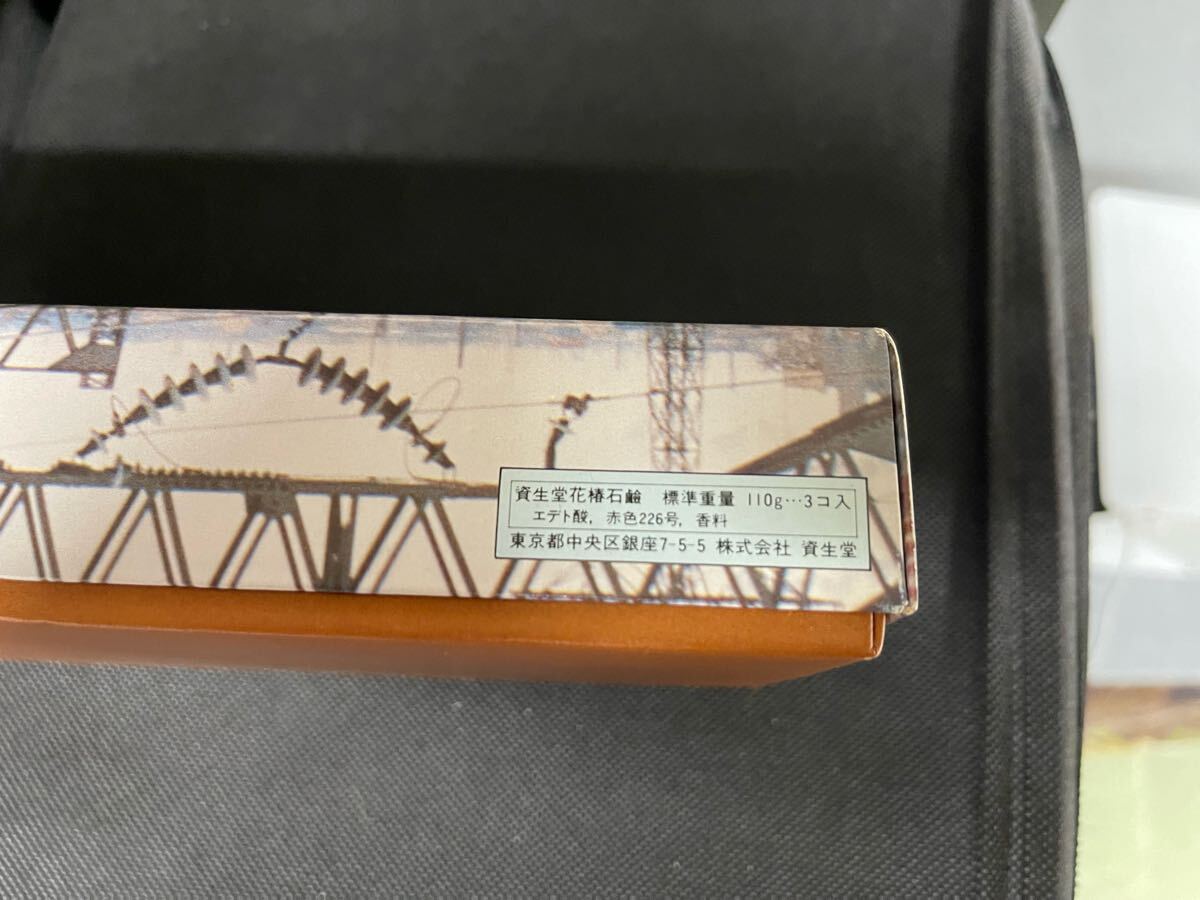 資生堂花椿石鹼 標準重量 110g…3コ入
エデト酸, 赤色226号, 香料
東京都中央区銀座7-5-5 株式会社 資生堂